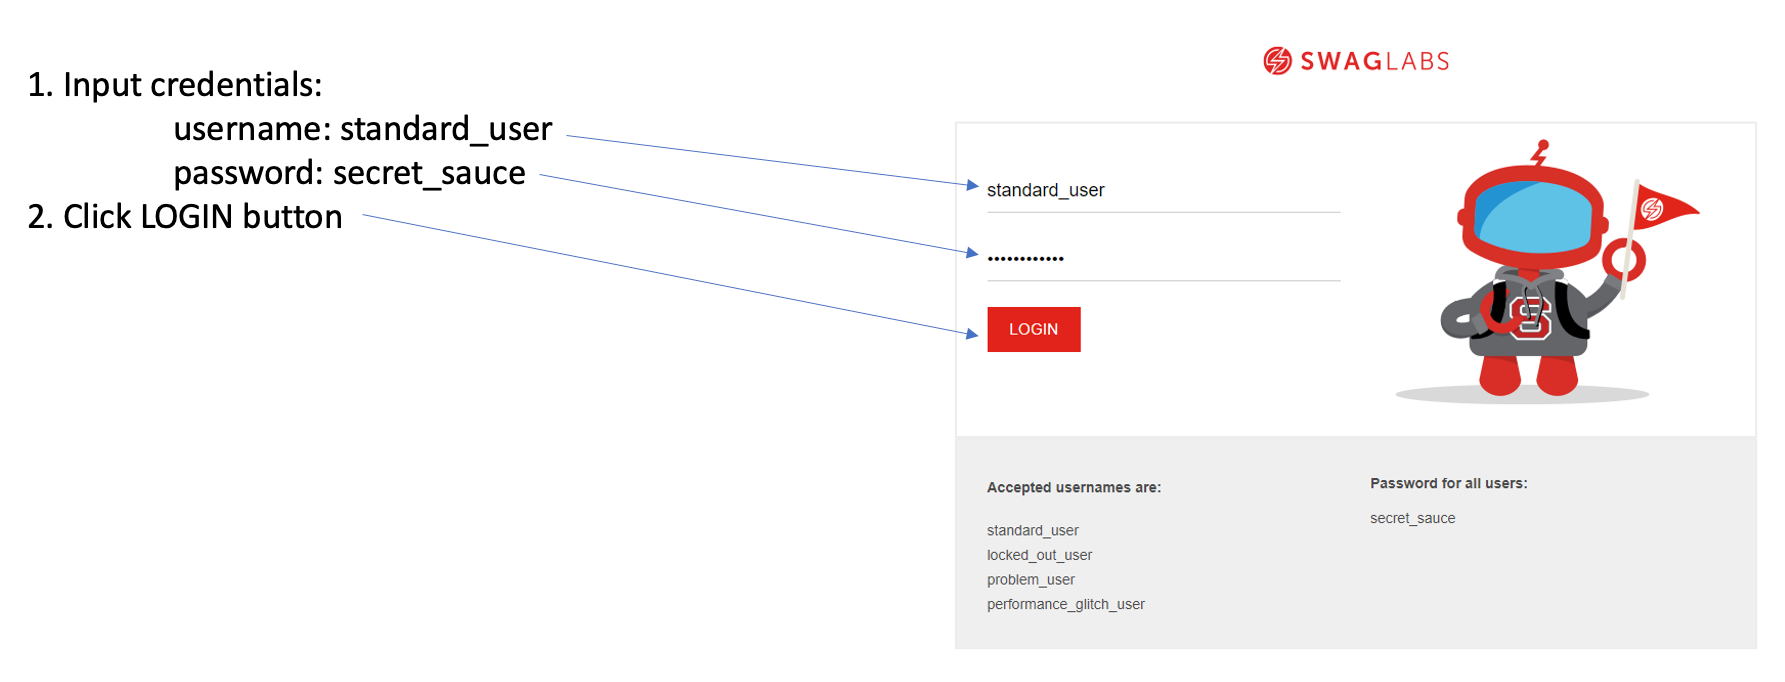 1. Input credentials:
username: standard_user
password: secret_sauce
2. Click LOGIN button
SWAGLABS
standard_user
••••••••••••
LOGIN
S
Accepted usernames are:
standard_user
locked_out_user
problem_user
performance_glitch_user
Password for all users:
secret_sauce